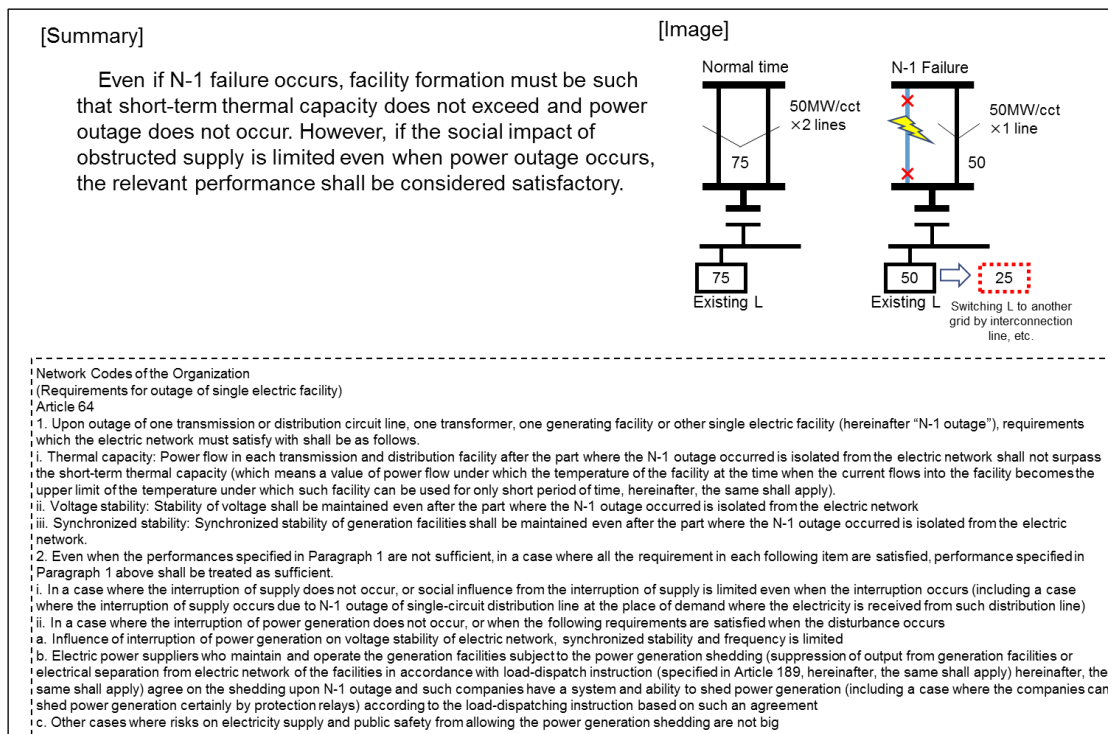 [Summary]
Even if N-1 failure occurs, facility formation must be such
that short-term thermal capacity does not exceed and power
outage does not occur. However, if the social impact of
obstructed supply is limited even when power outage occurs,
the relevant performance shall be considered satisfactory.
[Image]
Normal time
50MW/cct
×2 lines
75
75
Existing L
N-1 Failure
50MW/cct
×1 line
50
50
25
Existing L
Switching L to another
grid by interconnection
line, etc.
Network Codes of the Organization
(Requirements for outage of single electric facility)
Article 64
1. Upon outage of one transmission or distribution circuit line, one transformer, one generating facility or other single electric facility (hereinafter “N-1 outage”), requirements
which the electric network must satisfy with shall be as follows.
i. Thermal capacity: Power flow in each transmission and distribution facility after the part where the N-1 outage occurred is isolated from the electric network shall not surpass
the short-term thermal capacity (which means a value of power flow under which the temperature of the facility at the time when the current flows into the facility becomes the
upper limit of the temperature under which such facility can be used for only short period of time, hereinafter, the same shall apply).
ii. Voltage stability: Stability of voltage shall be maintained even after the part where the N-1 outage occurred is isolated from the electric network
iii. Synchronized stability: Synchronized stability of generation facilities shall be maintained even after the part where the N-1 outage occurred is isolated from the electric
network.
2. Even when the performances specified in Paragraph 1 are not sufficient, in a case where all the requirement in each following item are satisfied, performance specified in
Paragraph 1 above shall be treated as sufficient.
i. In a case where the interruption of supply does not occur, or social influence from the interruption of supply is limited even when the interruption occurs (including a case
where the interruption of supply occurs due to N-1 outage of single-circuit distribution line at the place of demand where the electricity is received from such distribution line)
ii. In a case where the interruption of power generation does not occur, or when the following requirements are satisfied when the disturbance occurs
a. Influence of interruption of power generation on voltage stability of electric network, synchronized stability and frequency is limited
b. Electric power suppliers who maintain and operate the generation facilities subject to the power generation shedding (suppression of output from generation facilities or
electrical separation from electric network of the facilities in accordance with load-dispatch instruction (specified in Article 189, hereinafter, the same shall apply) hereinafter, the
same shall apply) agree on the shedding upon N-1 outage and such companies have a system and ability to shed power generation (including a case where the companies can
shed power generation certainly by protection relays) according to the load-dispatching instruction based on such an agreement
c. Other cases where risks on electricity supply and public safety from allowing the power generation shedding are not big